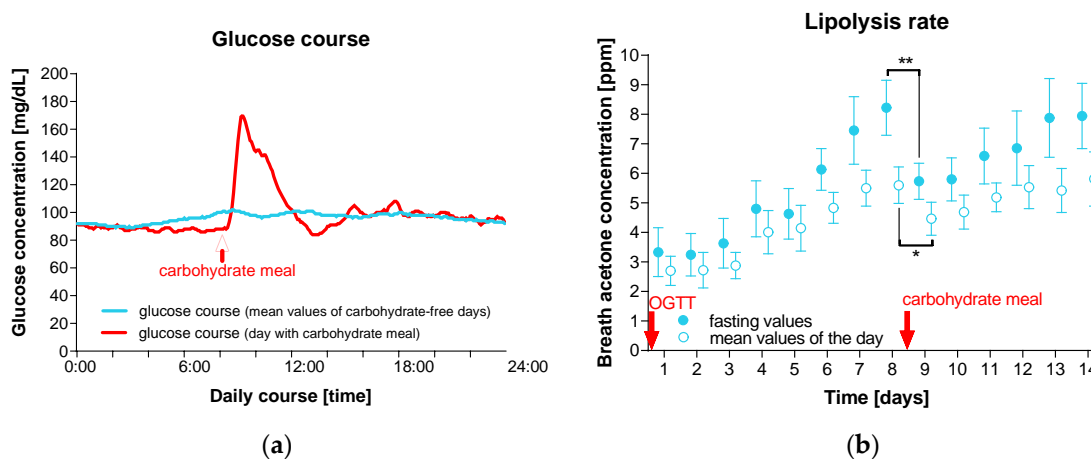 Glucose course
Glucose concentration [mg/dL]
200
180
160
140
120
100
80
60
40
20
0
carbohydrate meal
glucose course (mean values of carbohydrate-free days)
glucose course (day with carbohydrate meal)
0:00 6:00 12:00 18:00 24:00
Daily course [time]
(a)
Lipolysis rate
Breath acetone concentration [ppm]
10
9
8
7
6
5
4
3
2
1
0
**
*
OGTT
carbohydrate meal
fasting values
mean values of the day
1 2 3 4 5 6 7 8 9 10 11 12 13 14
Time [days]
(b)